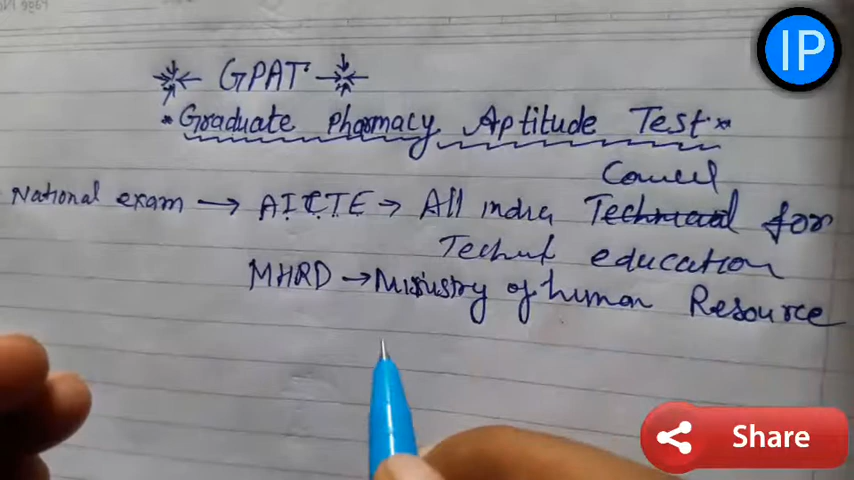 IP
GPAT
Graduate Pharmacy Aptitude Test
Council
National exam → AICTE → All india Technical for
Techni education
MHRD → Ministry of human Resource
Share